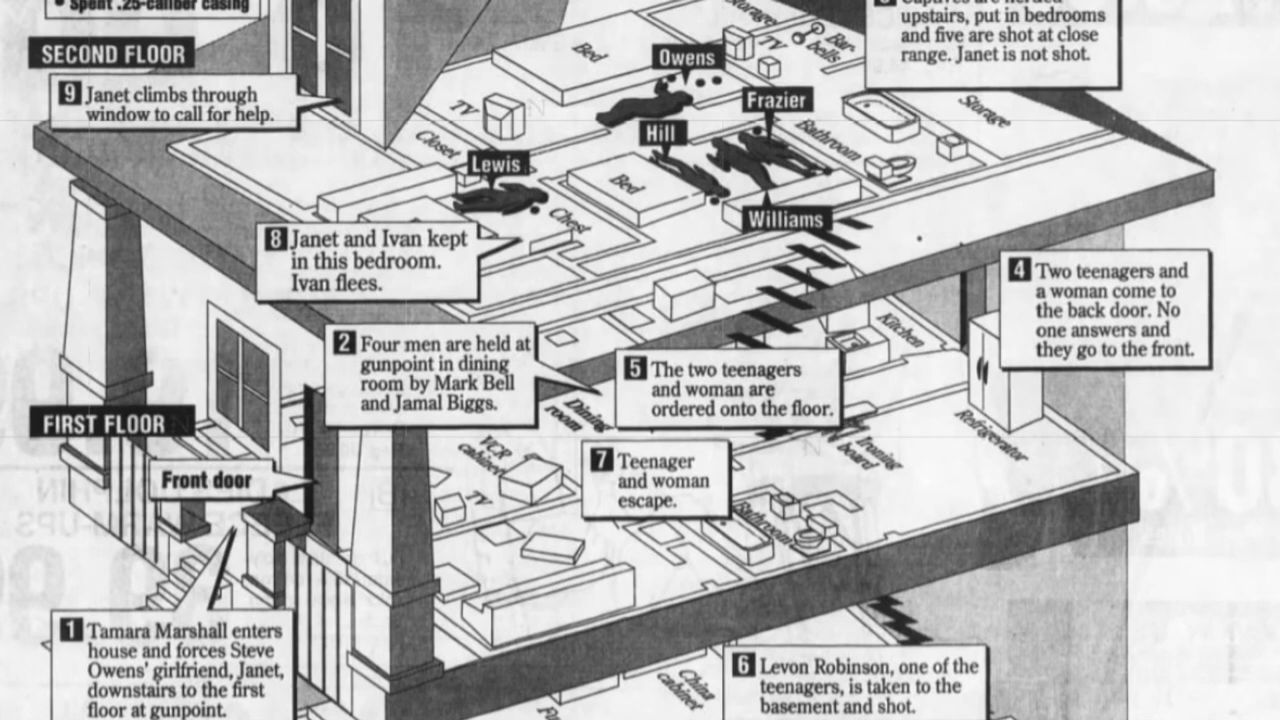 • Spent .25-caliber casing
SECOND FLOOR
9 Janet climbs through
window to call for help.
Captives are herded
upstairs, put in bedrooms
and five are shot at close
range. Janet is not shot.
Storage
TV
Bar-
bells
Bed
Owens
Frazier
Storage
TV
Hill
Bathroom
Closet
Lewis
Bed
Chest
Williams
8 Janet and Ivan kept
in this bedroom.
Ivan flees.
4 Two teenagers and
a woman come to
the back door. No
one answers and
they go to the front.
Kitchen
2 Four men are held at
gunpoint in dining
room by Mark Bell
and Jamal Biggs.
5 The two teenagers
and woman are
ordered onto the floor.
FIRST FLOOR
Dining
room
Ironing
board
Refrigerator
VCR
cabinet
7 Teenager
and woman
escape.
Front door
TV
Bathroom
1 Tamara Marshall enters
house and forces Steve
Owens' girlfriend, Janet,
downstairs to the first
floor at gunpoint.
6 Levon Robinson, one of the
teenagers, is taken to the
basement and shot.
China
cabinet